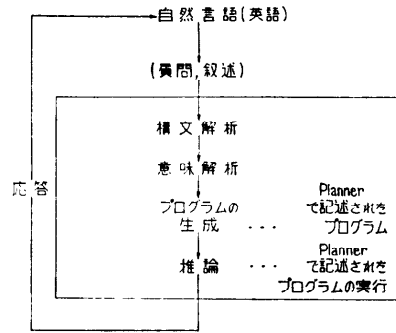 自然言語(英語)
(質問,叙述)
構文解析
意味解析
応答
プログラムの
生成 ・・・
Planner
で記述されを
プログラム
推論 ・・・
Planner
で記述されを
プログラムの実行